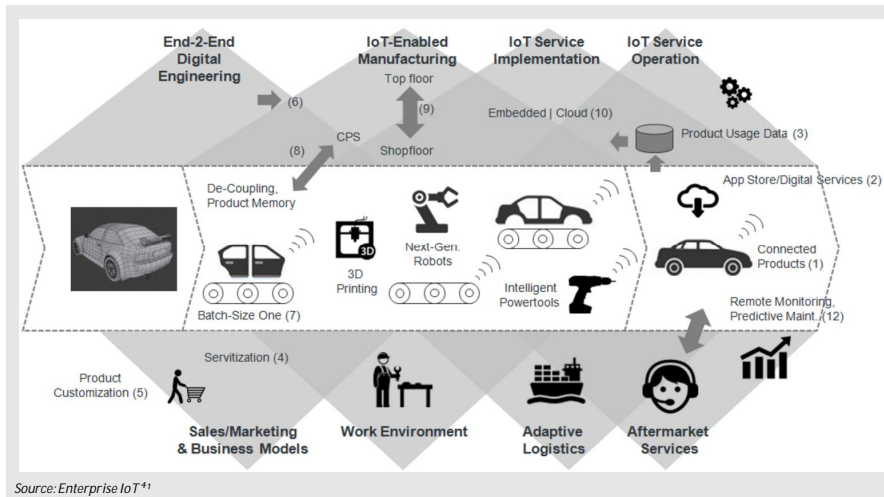 End-2-End
Digital
Engineering
IoT-Enabled
Manufacturing
IoT Service
Implementation
IoT Service
Operation
Top floor
(6)
(9)
Embedded | Cloud (10)
Product Usage Data (3)
CPS
(8)
Shopfloor
De-Coupling,
Product Memory
App Store/Digital Services (2)
3D
Next-Gen.
Robots
3D
Printing
Connected
Products (1)
Intelligent
Powertools
Batch-Size One (7)
Remote Monitoring,
Predictive Maint. (12)
Servitization (4)
Product
Customization (5)
Sales/Marketing
& Business Models
Work Environment
Adaptive
Logistics
Aftermarket
Services
Source: Enterprise IoT⁴¹